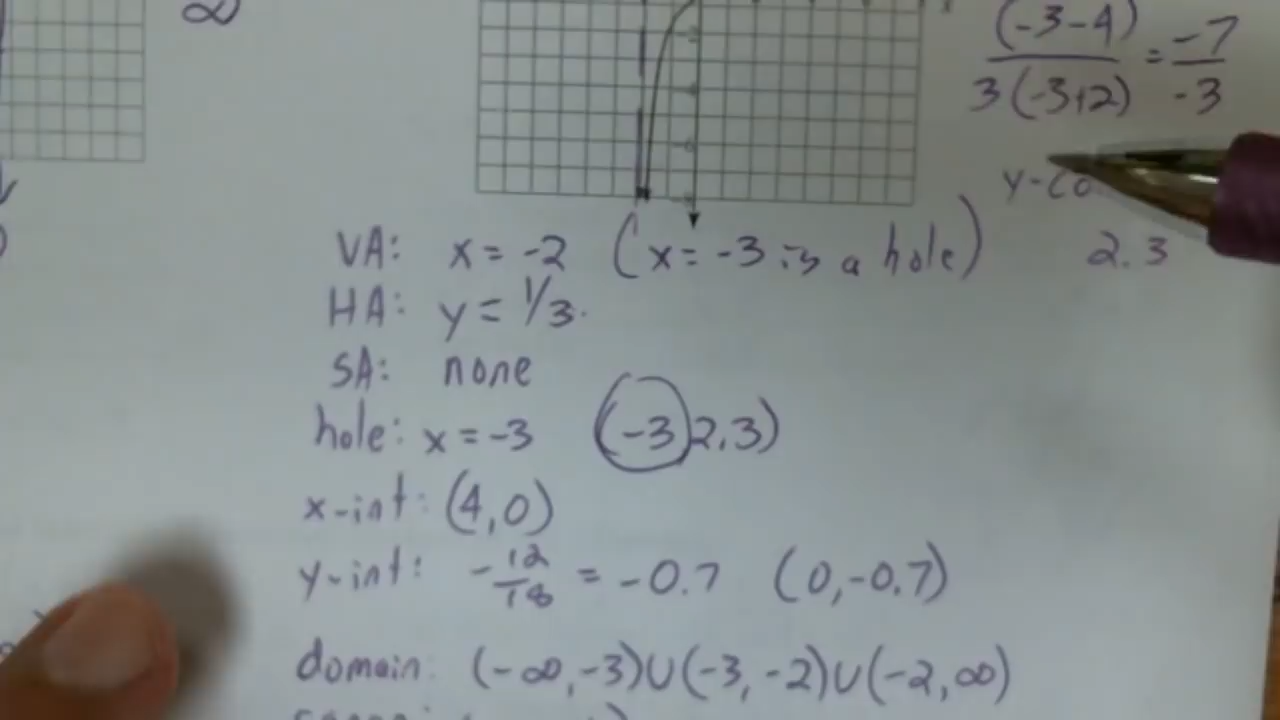 ∞
(-3-4)
3(-3+2)
= -7
-3
2.3
VA: x = -2 (x = -3 is a hole)
HA: y = 1/3.
SA: none
hole: x = -3 (-3 2.3)
x-int: (4,0)
y-int: -12/18 = -0.7 (0,-0.7)
domain: (-∞,-3)∪(-3,-2)∪(-2,∞)